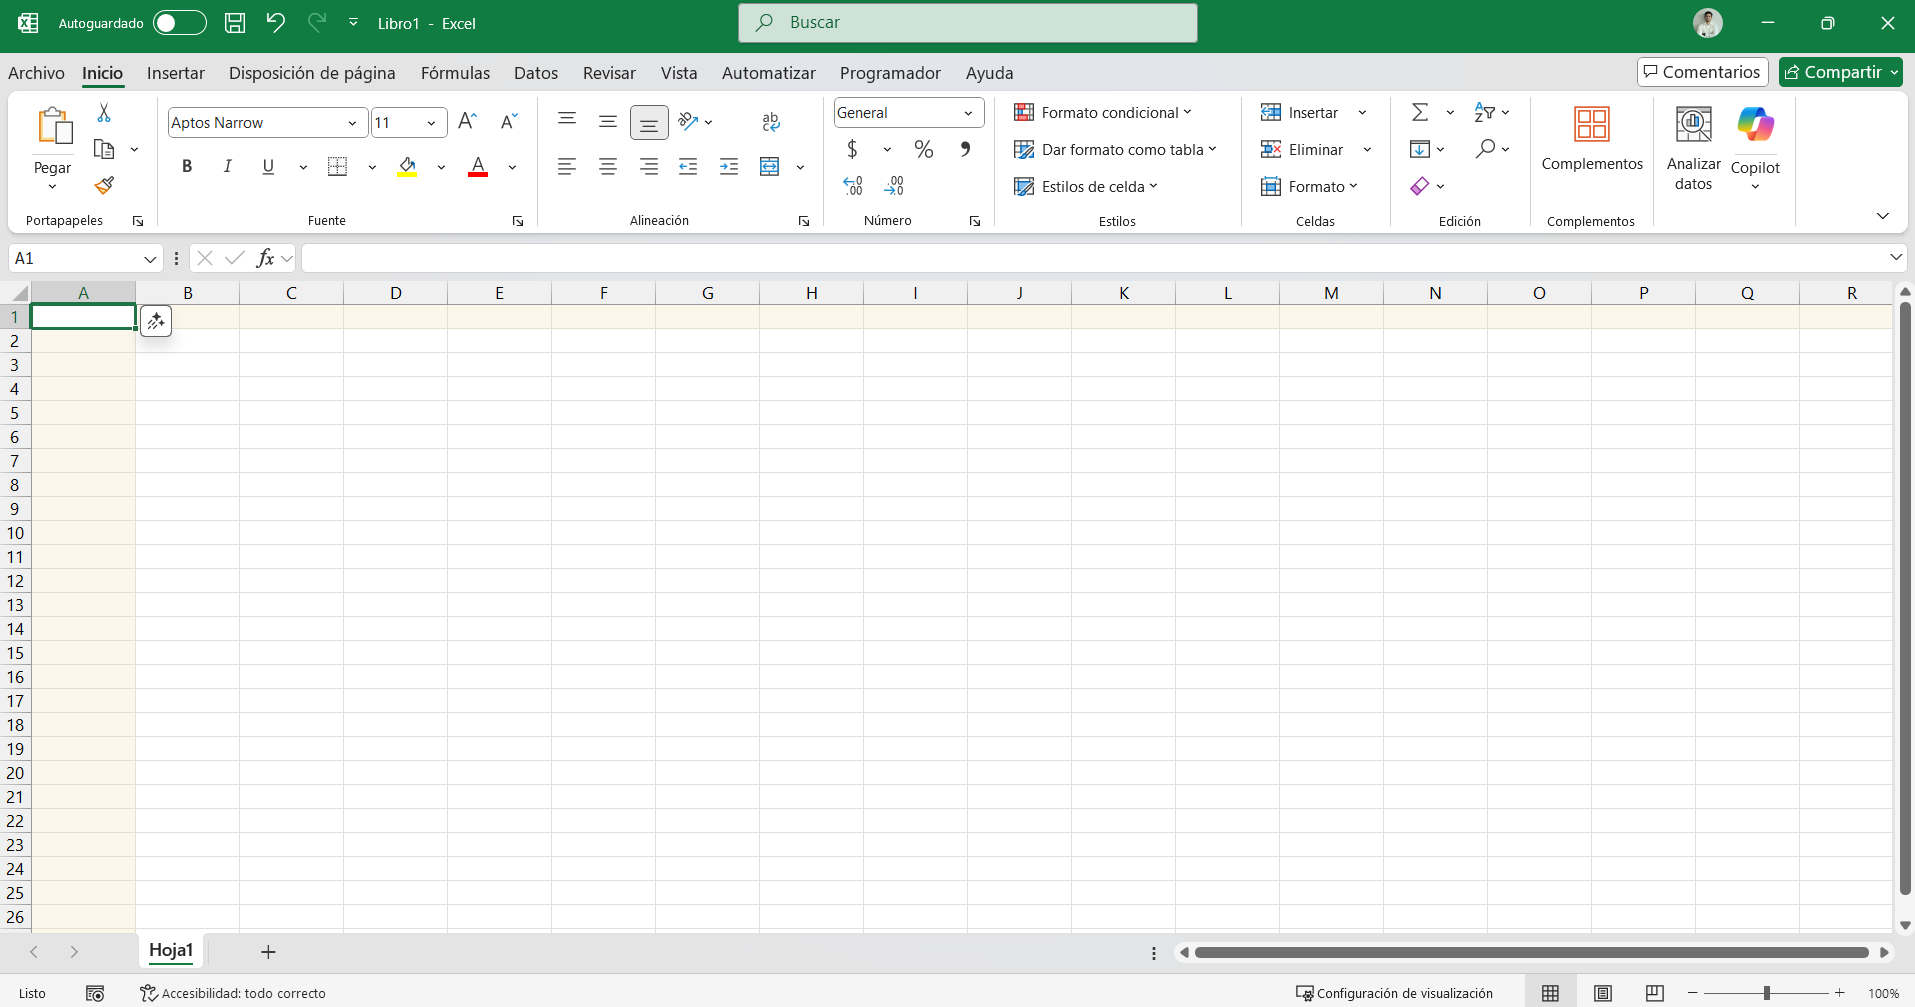 Autoguardado
Libro1 - Excel
Buscar
Archivo Inicio Insertar Disposición de página Fórmulas Datos Revisar Vista Automatizar Programador Ayuda
Comentarios Compartir
Pegar
Portapapeles
Aptos Narrow 11
Fuente
Alineación
General
Número
Formato condicional
Dar formato como tabla
Estilos de celda
Estilos
Insertar
Eliminar
Formato
Celdas
Edición
Complementos
Complementos
Analizar
datos
Copilot
A1
fx
A B C D E F G H I J K L M N O P Q R
1
2
3
4
5
6
7
8
9
10
11
12
13
14
15
16
17
18
19
20
21
22
23
24
25
26
Hoja1
Listo
Accesibilidad: todo correcto
Configuración de visualización
100%